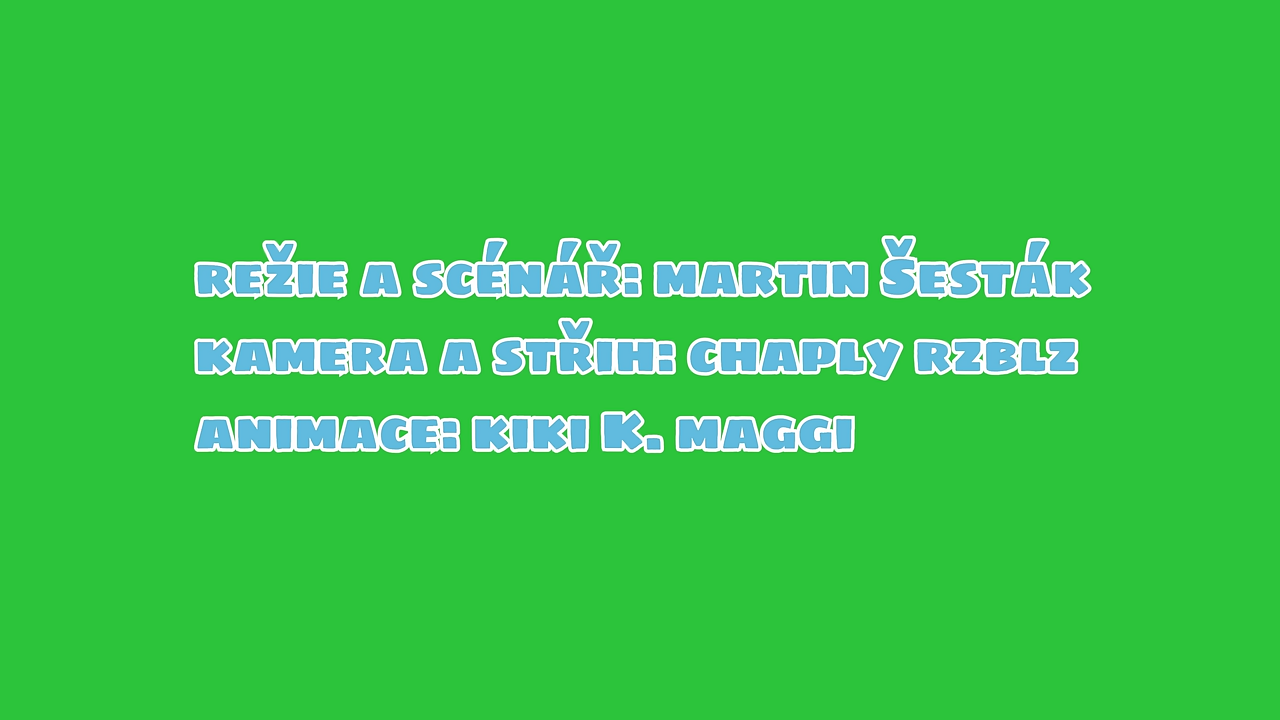 režie a scénář: martin Šesták
kamera a střih: chaply rzblz
animace: kiki K. maggi